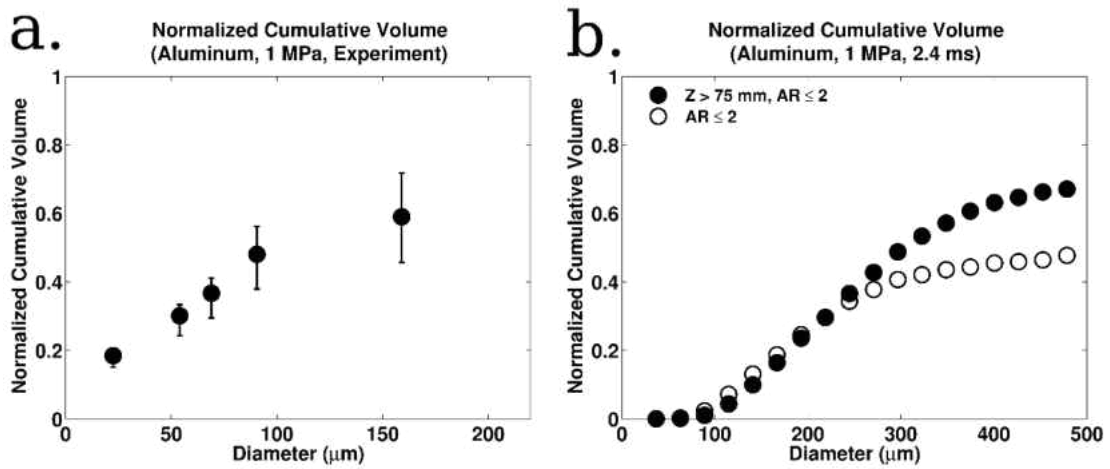 a.
Normalized Cumulative Volume
(Aluminum, 1 MPa, Experiment)
1
0.8
0.6
0.4
0.2
0
Normalized Cumulative Volume
0 50 100 150 200
Diameter (μm)
b.
Normalized Cumulative Volume
(Aluminum, 1 MPa, 2.4 ms)
Z > 75 mm, AR ≤ 2
AR ≤ 2
1
0.8
0.6
0.4
0.2
0
Normalized Cumulative Volume
0 100 200 300 400 500
Diameter (μm)